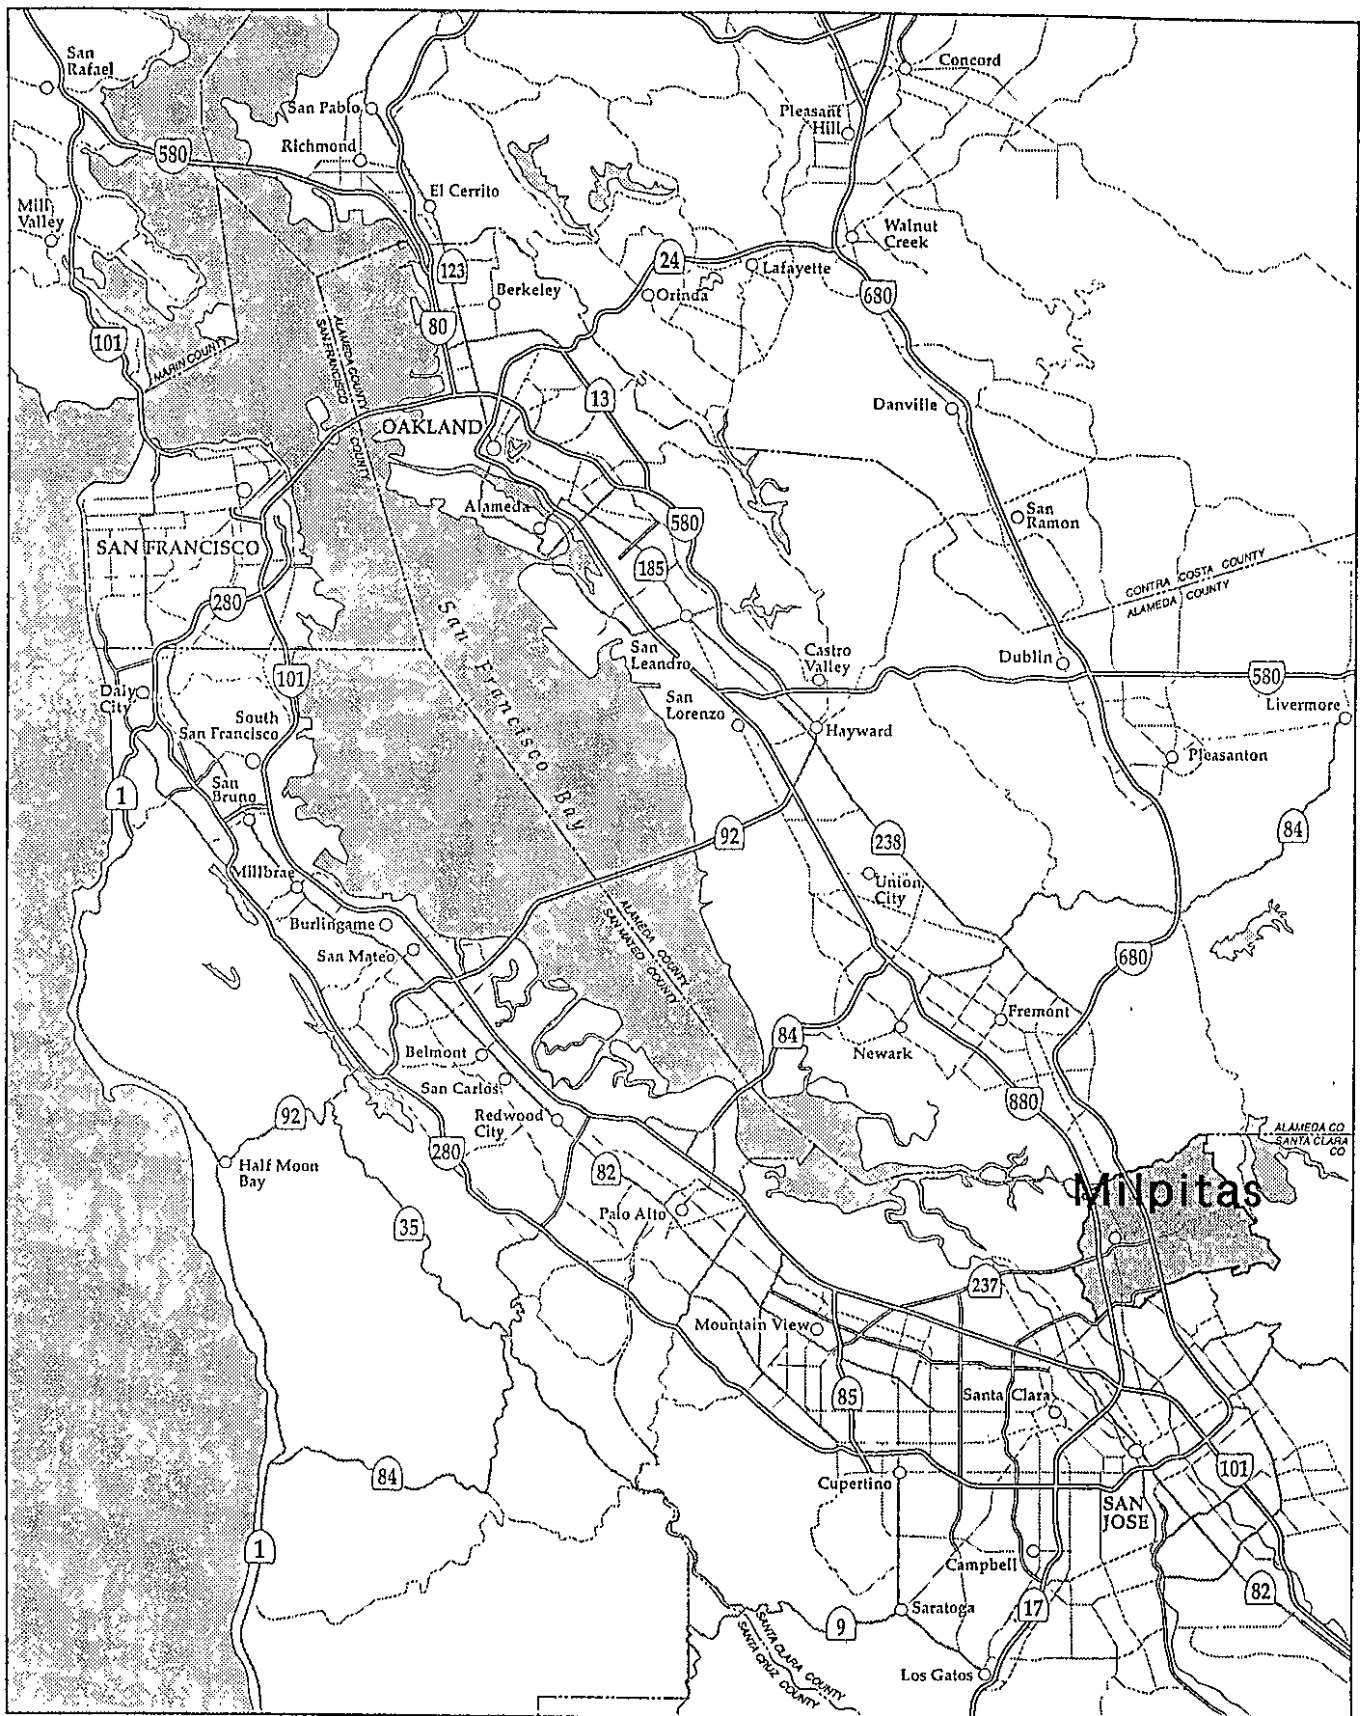 San
Rafael
Concord
San Pablo
Pleasant
Hill
Richmond
580
El Cerrito
Mill
Valley
Walnut
Creek
123
24
Lafayette
Berkeley
Orinda
680
80
101
ALAMEDA COUNTY
SAN FRANCISCO
COUNTY
MARIN COUNTY
13
Danville
OAKLAND
Alameda
San
Ramon
580
SAN FRANCISCO
185
CONTRA COSTA COUNTY
ALAMEDA COUNTY
280
San Francisco Bay
San
Leandro
Castro
Valley
Dublin
101
580
Daly
City
San
Lorenzo
Livermore
South
San Francisco
Hayward
Pleasanton
San
Bruno
1
92
238
84
Millbrae
Union
City
Burlingame
ALAMEDA COUNTY
SAN MATEO COUNTY
San Mateo
680
Fremont
84
Newark
Belmont
San Carlos
880
92
Redwood
City
ALAMEDA CO
SANTA CLARA
CO
280
Half Moon
Bay
82
Milpitas
35
Palo Alto
237
Mountain View
85
Santa Clara
84
Cupertino
101
SAN
JOSE
1
Campbell
82
9
Saratoga
17
SANTA CLARA COUNTY
SANTA CRUZ COUNTY
Los Gatos